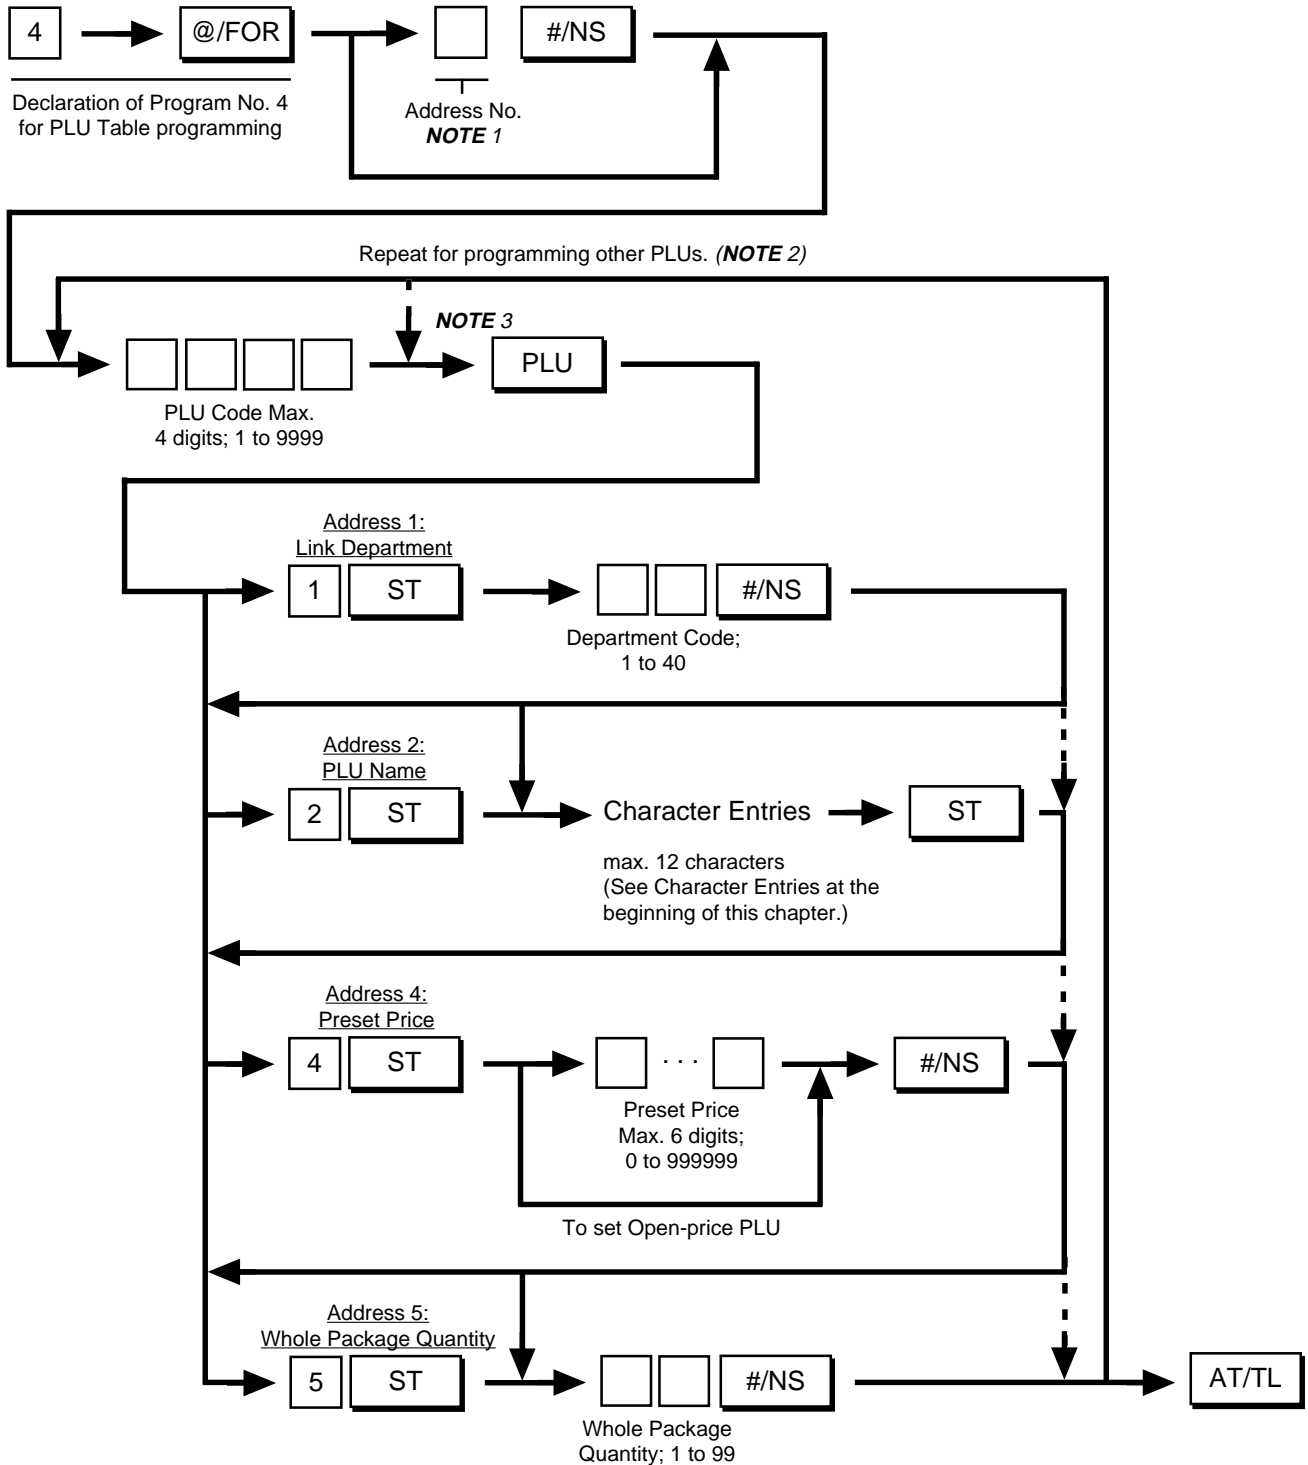 4 @/FOR #/NS
Declaration of Program No. 4
for PLU Table programming
Address No.
NOTE 1
Repeat for programming other PLUs. (NOTE 2)
NOTE 3
PLU
PLU Code Max.
4 digits; 1 to 9999
Address 1:
Link Department
1 ST #/NS
Department Code;
1 to 40
Address 2:
PLU Name
2 ST Character Entries ST
max. 12 characters
(See Character Entries at the
beginning of this chapter.)
Address 4:
Preset Price
4 ST · · · #/NS
Preset Price
Max. 6 digits;
0 to 999999
To set Open-price PLU
Address 5:
Whole Package Quantity
5 ST #/NS AT/TL
Whole Package
Quantity; 1 to 99